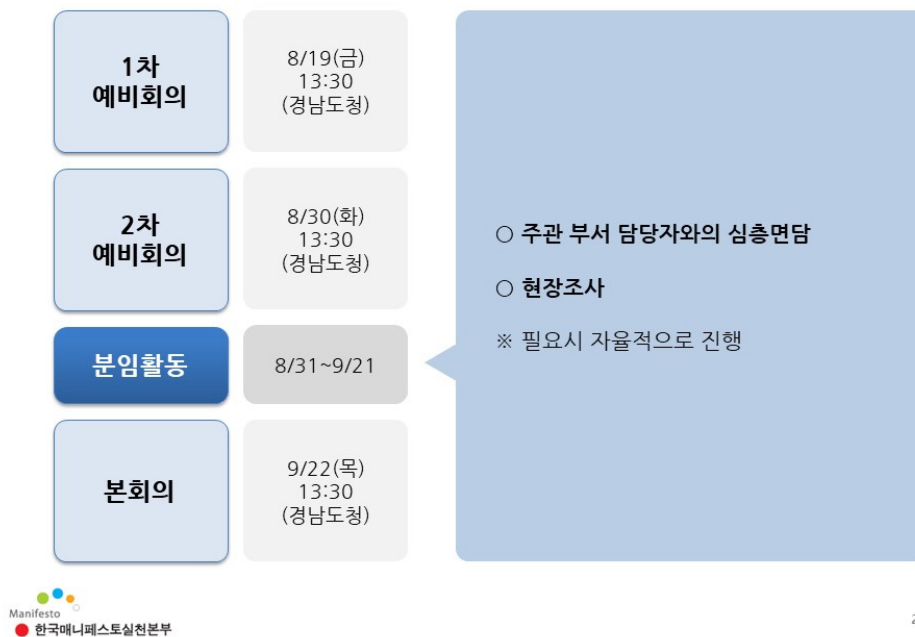 1차
예비회의
8/19(금)
13:30
(경남도청)
2차
예비회의
8/30(화)
13:30
(경남도청)
분임활동
8/31~9/21
본회의
9/22(목)
13:30
(경남도청)
○ 주관 부서 담당자와의 심층면담
○ 현장조사
※ 필요시 자율적으로 진행
Manifesto
한국매니페스토실천본부